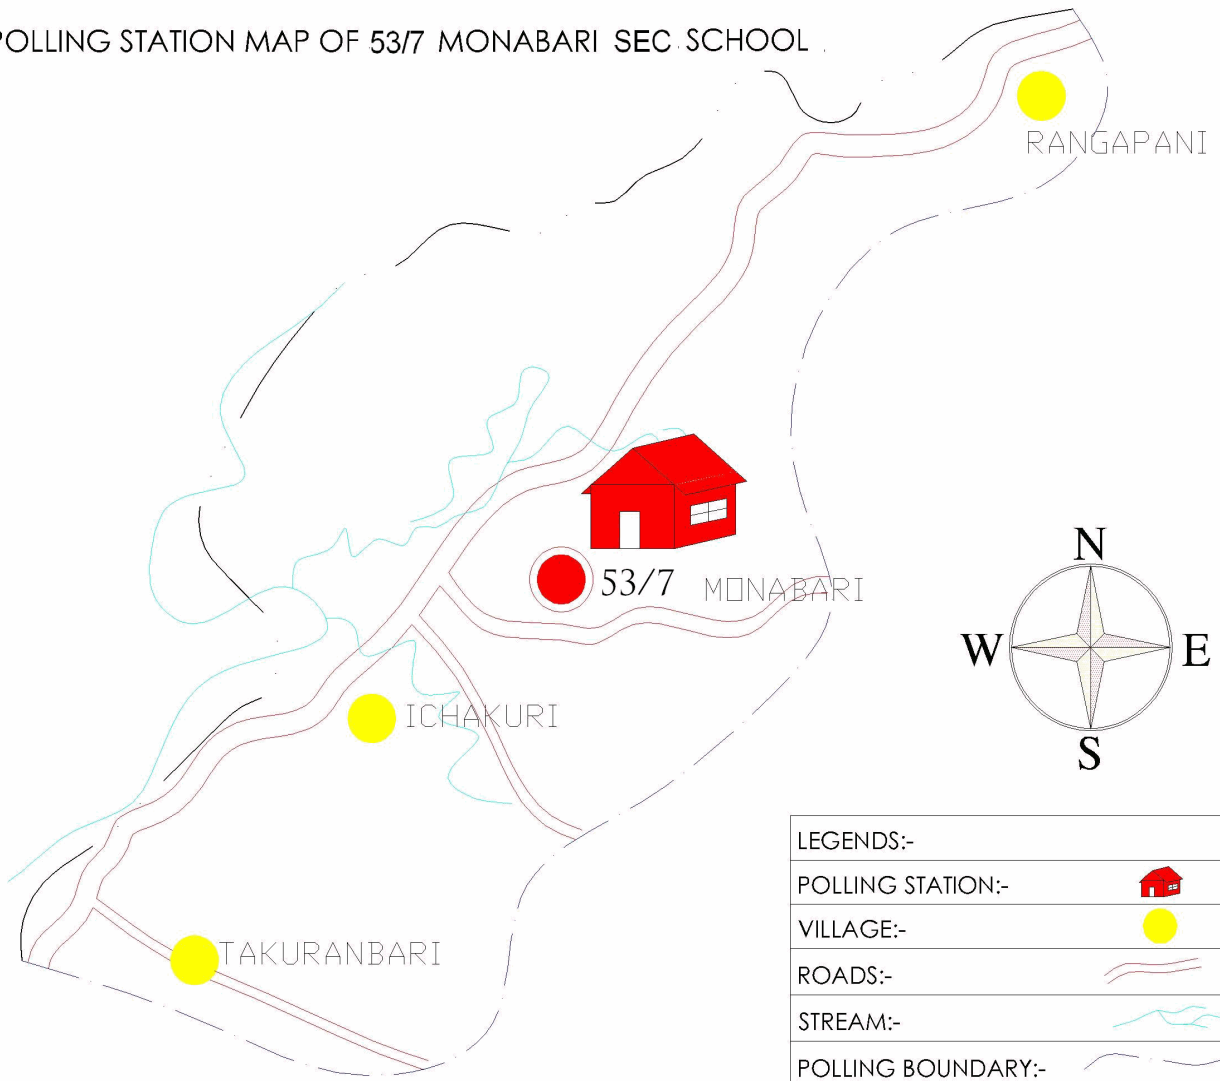 POLLING STATION MAP OF 53/7 MONABARI SEC SCHOOL
RANGAPANI
53/7 MONABARI
N
W E
S
ICHAKURI
TAKURANBARI
LEGENDS:-
POLLING STATION:-
VILLAGE:-
ROADS:-
STREAM:-
POLLING BOUNDARY:-